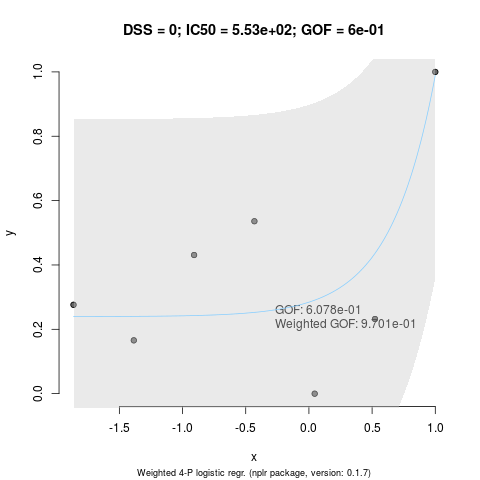 DSS = 0; IC50 = 5.53e+02; GOF = 6e-01
1.0
0.8
0.6
0.4
0.2
0.0
y
GOF: 6.078e-01
Weighted GOF: 9.701e-01
-1.5 -1.0 -0.5 0.0 0.5 1.0
x
Weighted 4-P logistic regr. (nplr package, version: 0.1.7)